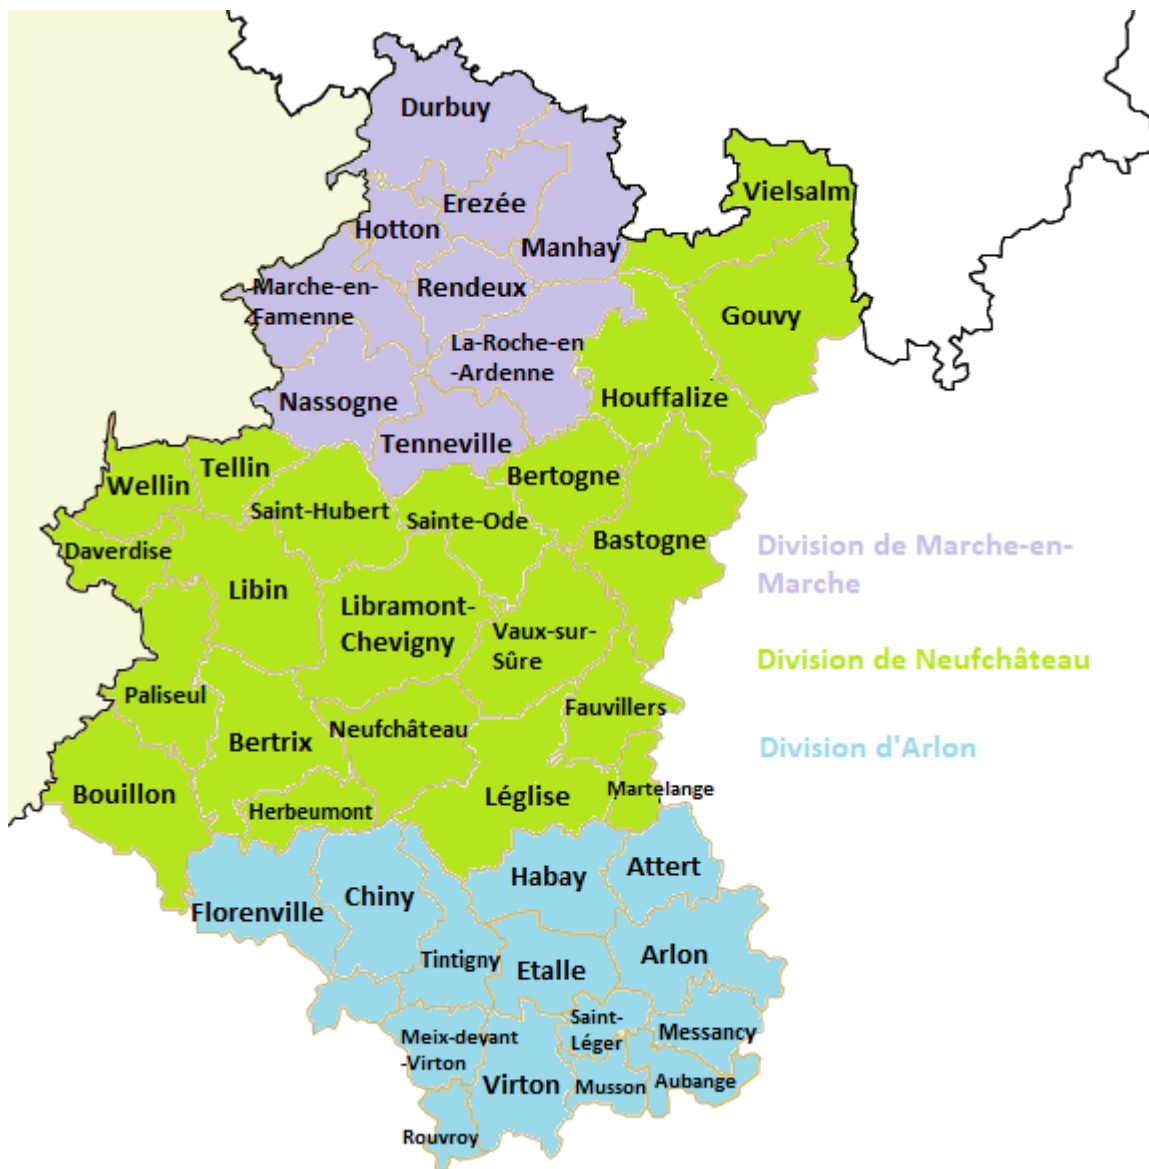 Durbuy
Vielsalm
Erezée
Hotton
Manhay
Marche-en-
Famenne
Rendeux
Gouvy
La-Roche-en
-Ardenne
Houffalize
Nassogne
Tenneville
Tellin
Wellin
Bertogne
Saint-Hubert
Sainte-Ode
Bastogne
Daverdise
Libin
Libramont-
Chevigny
Vaux-sur-
Sûre
Paliseul
Fauvillers
Neufchâteau
Bertrix
Bouillon
Herbeumont
Léglise
Martelange
Division de Marche-en-
Marche
Division de Neufchâteau
Division d'Arlon
Habay
Attert
Chiny
Florenville
Tintigny
Etalle
Arlon
Saint-
Léger
Messancy
Meix-devant
-Virton
Virton
Musson
Aubange
Rouvroy